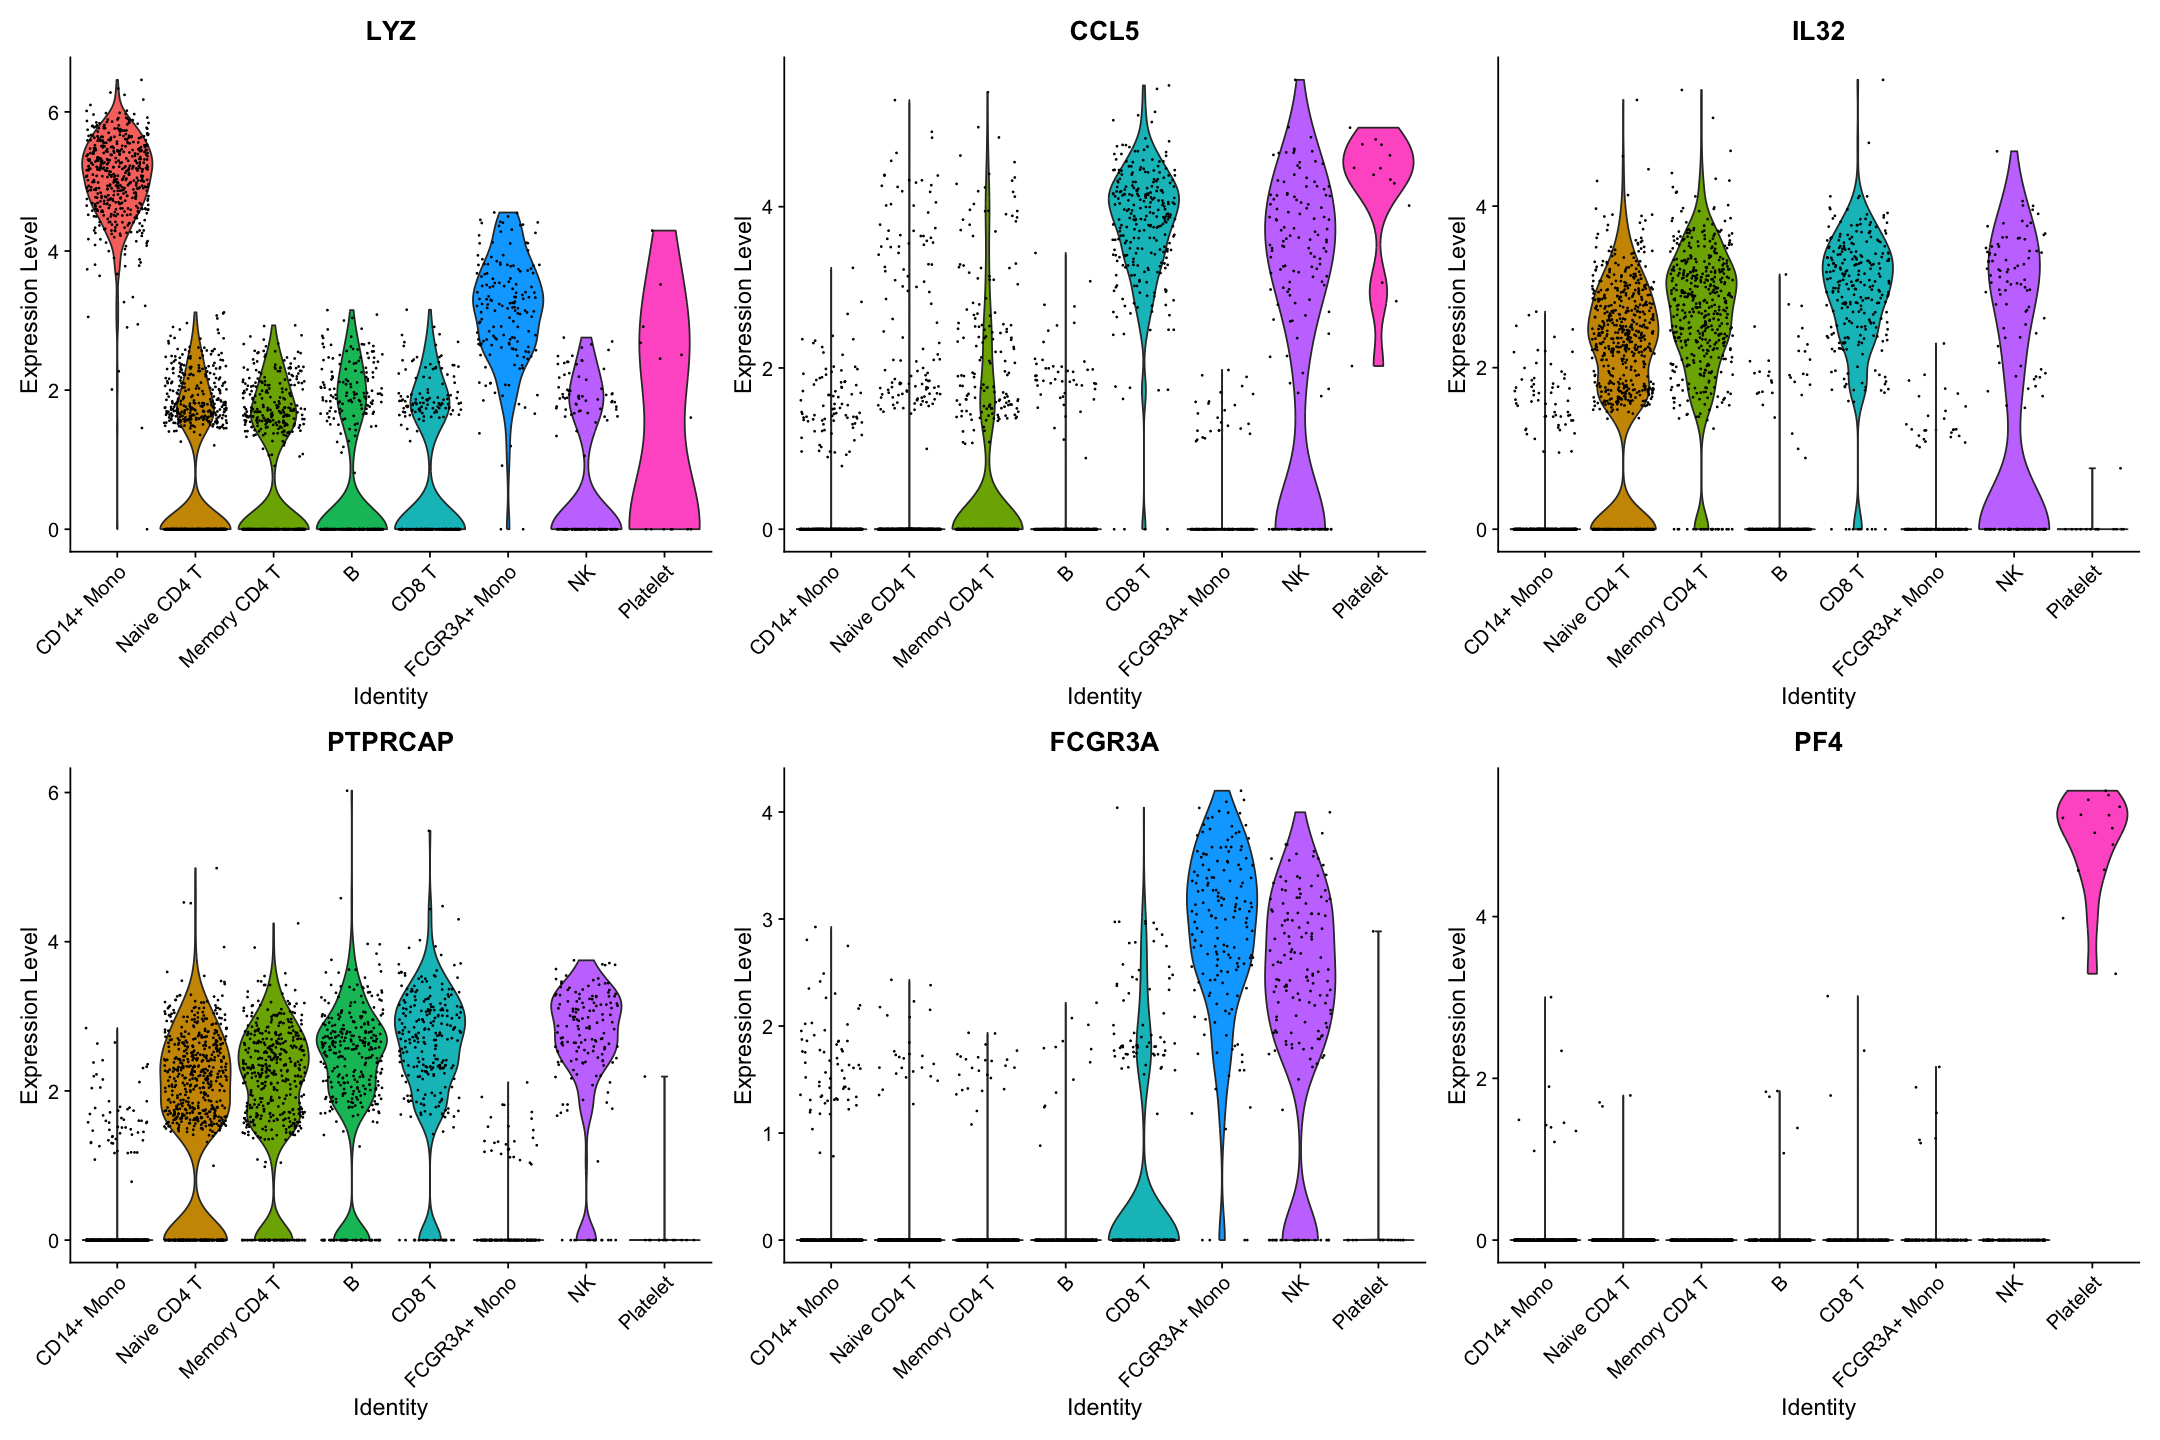 LYZ
Expression Level
6
4
2
0
CD14+ Mono
Naive CD4 T
Memory CD4 T
B
CD8 T
FCGR3A+ Mono
NK
Platelet
Identity
CCL5
Expression Level
4
2
0
CD14+ Mono
Naive CD4 T
Memory CD4 T
B
CD8 T
FCGR3A+ Mono
NK
Platelet
Identity
IL32
Expression Level
4
2
0
CD14+ Mono
Naive CD4 T
Memory CD4 T
B
CD8 T
FCGR3A+ Mono
NK
Platelet
Identity
PTPRCAP
Expression Level
6
4
2
0
CD14+ Mono
Naive CD4 T
Memory CD4 T
B
CD8 T
FCGR3A+ Mono
NK
Platelet
Identity
FCGR3A
Expression Level
4
3
2
1
0
CD14+ Mono
Naive CD4 T
Memory CD4 T
B
CD8 T
FCGR3A+ Mono
NK
Platelet
Identity
PF4
Expression Level
4
2
0
CD14+ Mono
Naive CD4 T
Memory CD4 T
B
CD8 T
FCGR3A+ Mono
NK
Platelet
Identity